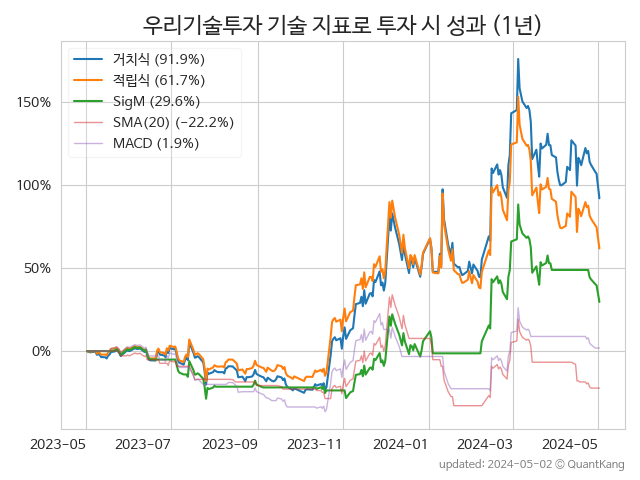 우리기술투자 기술 지표로 투자 시 성과 (1년)
거치식 (91.9%)
적립식 (61.7%)
SigM (29.6%)
SMA(20) (−22.2%)
MACD (1.9%)
150%
100%
50%
0%
2023-05 2023-07 2023-09 2023-11 2024-01 2024-03 2024-05
updated: 2024-05-02 © QuantKang